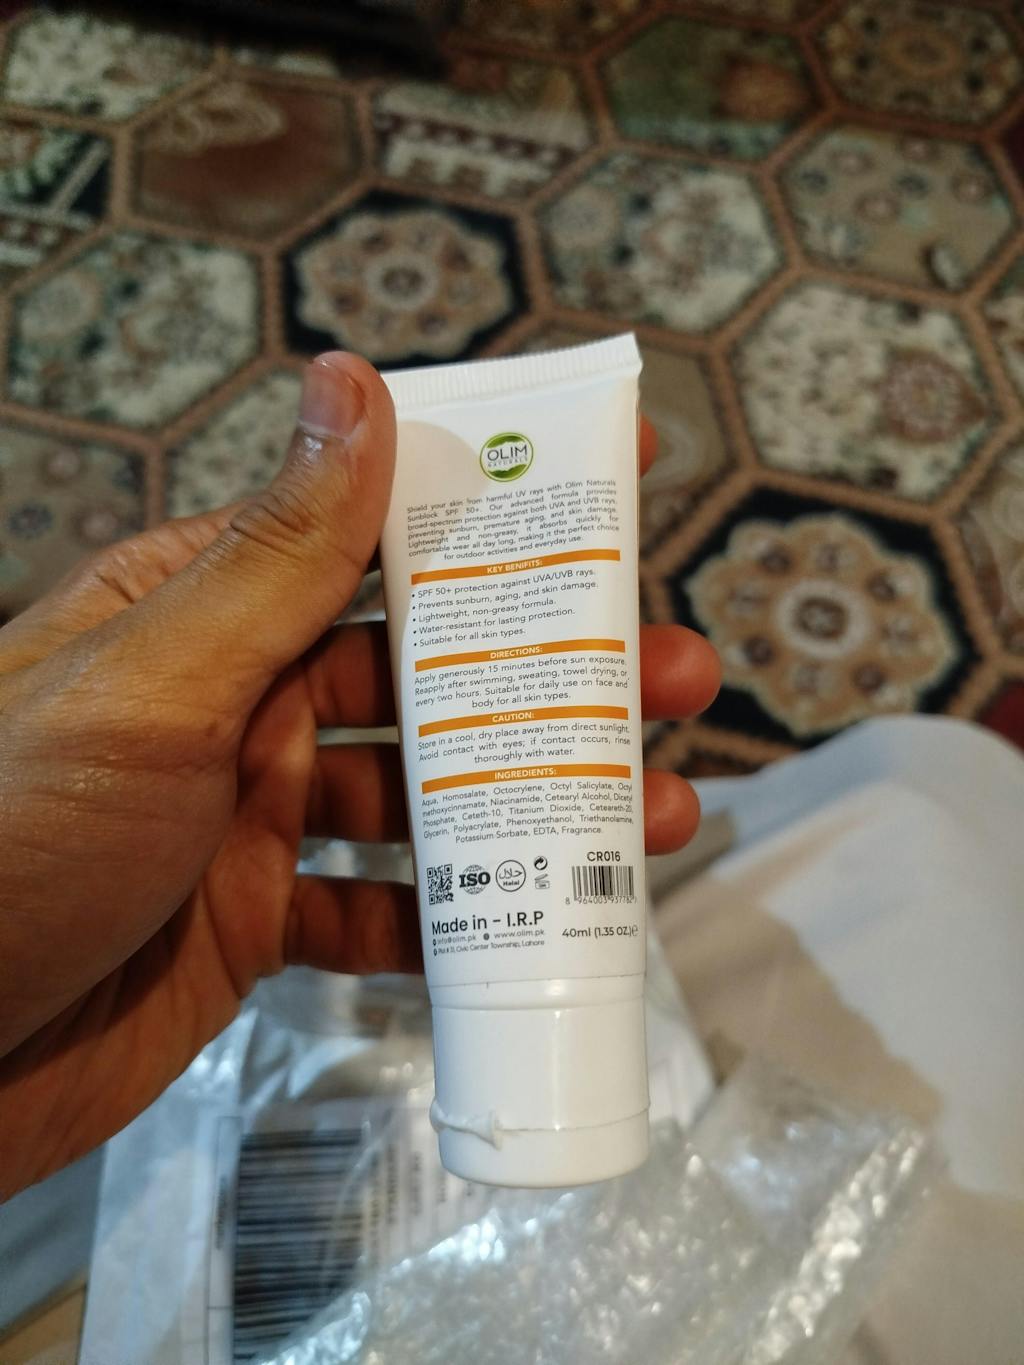 OLIM
NATURALS
Shield your skin from harmful UV rays with Olim Naturals
Sunblock SPF 50+. Our advanced formula provides
broad-spectrum protection against both UVA and UVB rays,
preventing sunburn, premature aging, and skin damage.
Lightweight and non-greasy, it absorbs quickly for
comfortable wear all day long, making it the perfect choice
for outdoor activities and everyday use.
KEY BENIFITS:
• SPF 50+ protection against UVA/UVB rays.
• Prevents sunburn, aging, and skin damage.
• Lightweight, non-greasy formula.
• Water-resistant for lasting protection.
• Suitable for all skin types.
DIRECTIONS:
Apply generously 15 minutes before sun exposure.
Reapply after swimming, sweating, towel drying, or
every two hours. Suitable for daily use on face and
body for all skin types.
CAUTION:
Store in a cool, dry place away from direct sunlight.
Avoid contact with eyes; if contact occurs, rinse
thoroughly with water.
INGREDIENTS:
Aqua, Homosalate, Octocrylene, Octyl Salicylate, Octyl
methoxycinnamate, Niacinamide, Cetearyl Alcohol, Dicetyl
Phosphate, Ceteth-10, Titanium Dioxide, Ceteareth-20,
Glycerin, Polyacrylate, Phenoxyethanol, Triethanolamine,
Potassium Sorbate, EDTA, Fragrance.
CR016
ISO
حلال
Halal
8 964003 937782
Made in - I.R.P
info@olim.pk www.olim.pk
Plot # 31, Civic Center Township, Lahore
40ml (1.35 OZ.) e